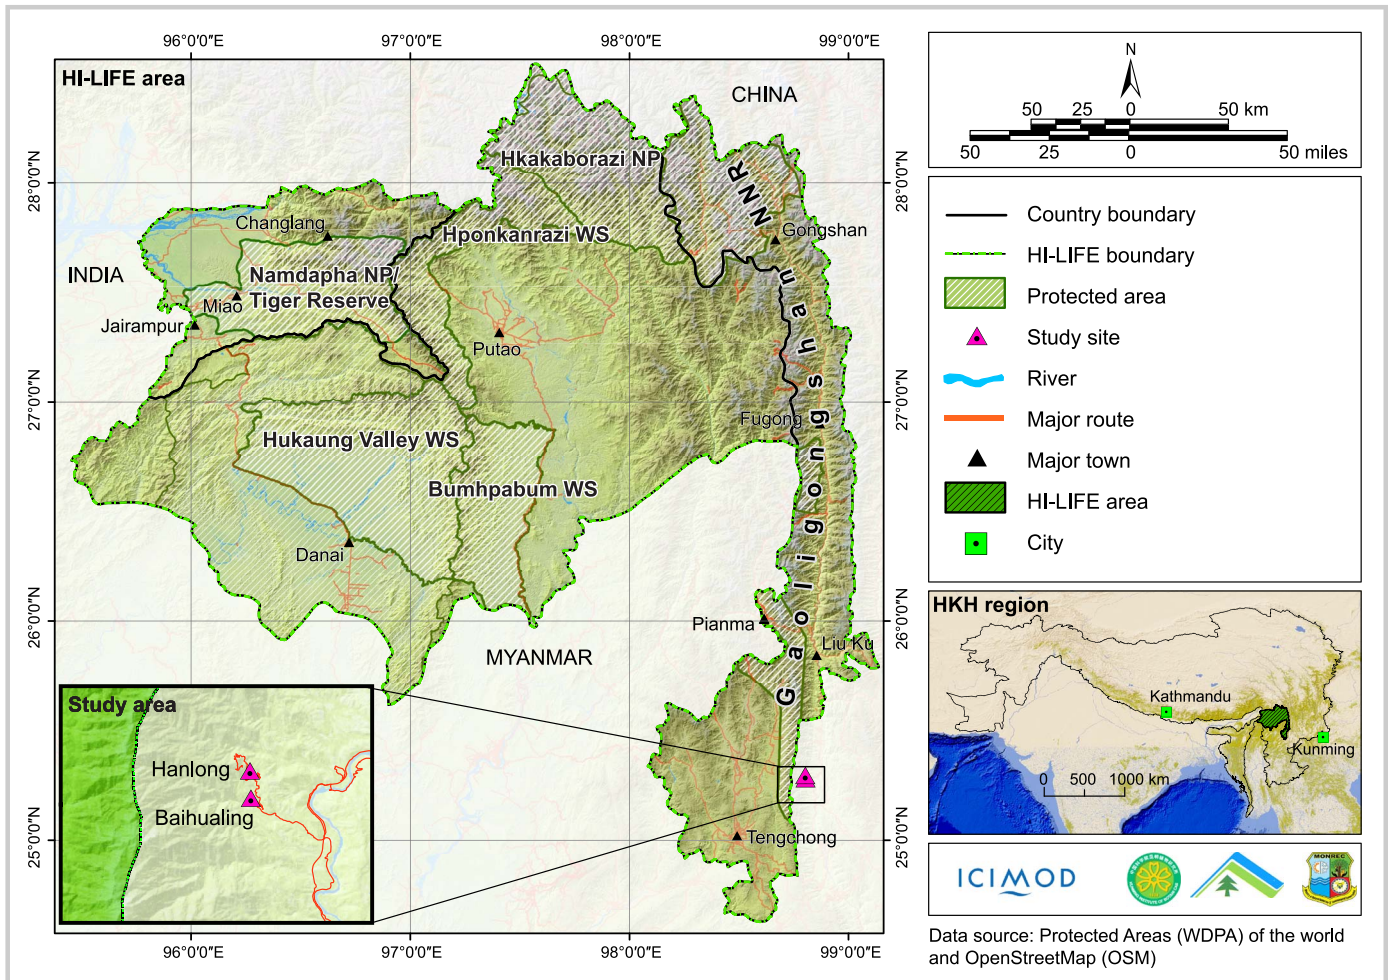 96°0'0"E
97°0'0"E
98°0'0"E
99°0'0"E
HI-LIFE area
CHINA
28°0'0"N
27°0'0"N
26°0'0"N
25°0'0"N
28°0'0"N
27°0'0"N
26°0'0"N
25°0'0"N
Hkakaborazi NP
NNNR
Changlang
Hponkanrazi WS
Gongshan
INDIA
Namdapha NP/
Tiger Reserve
Miao
Jairampur
Putao
Gaoligongshan
Fugong
Hukaung Valley WS
Bumhpabum WS
Danai
Pianma
Liu Ku
MYANMAR
Tengchong
Study area
Hanlong
Baihualing
96°0'0"E
97°0'0"E
98°0'0"E
99°0'0"E
N
50 25 0 50 km
50 25 0 50 miles
Country boundary
HI-LIFE boundary
Protected area
Study site
River
Major route
Major town
HI-LIFE area
City
HKH region
Kathmandu
Kunming
0 500 1000 km
ICIMOD
MONREC
Data source: Protected Areas (WDPA) of the world
and OpenStreetMap (OSM)